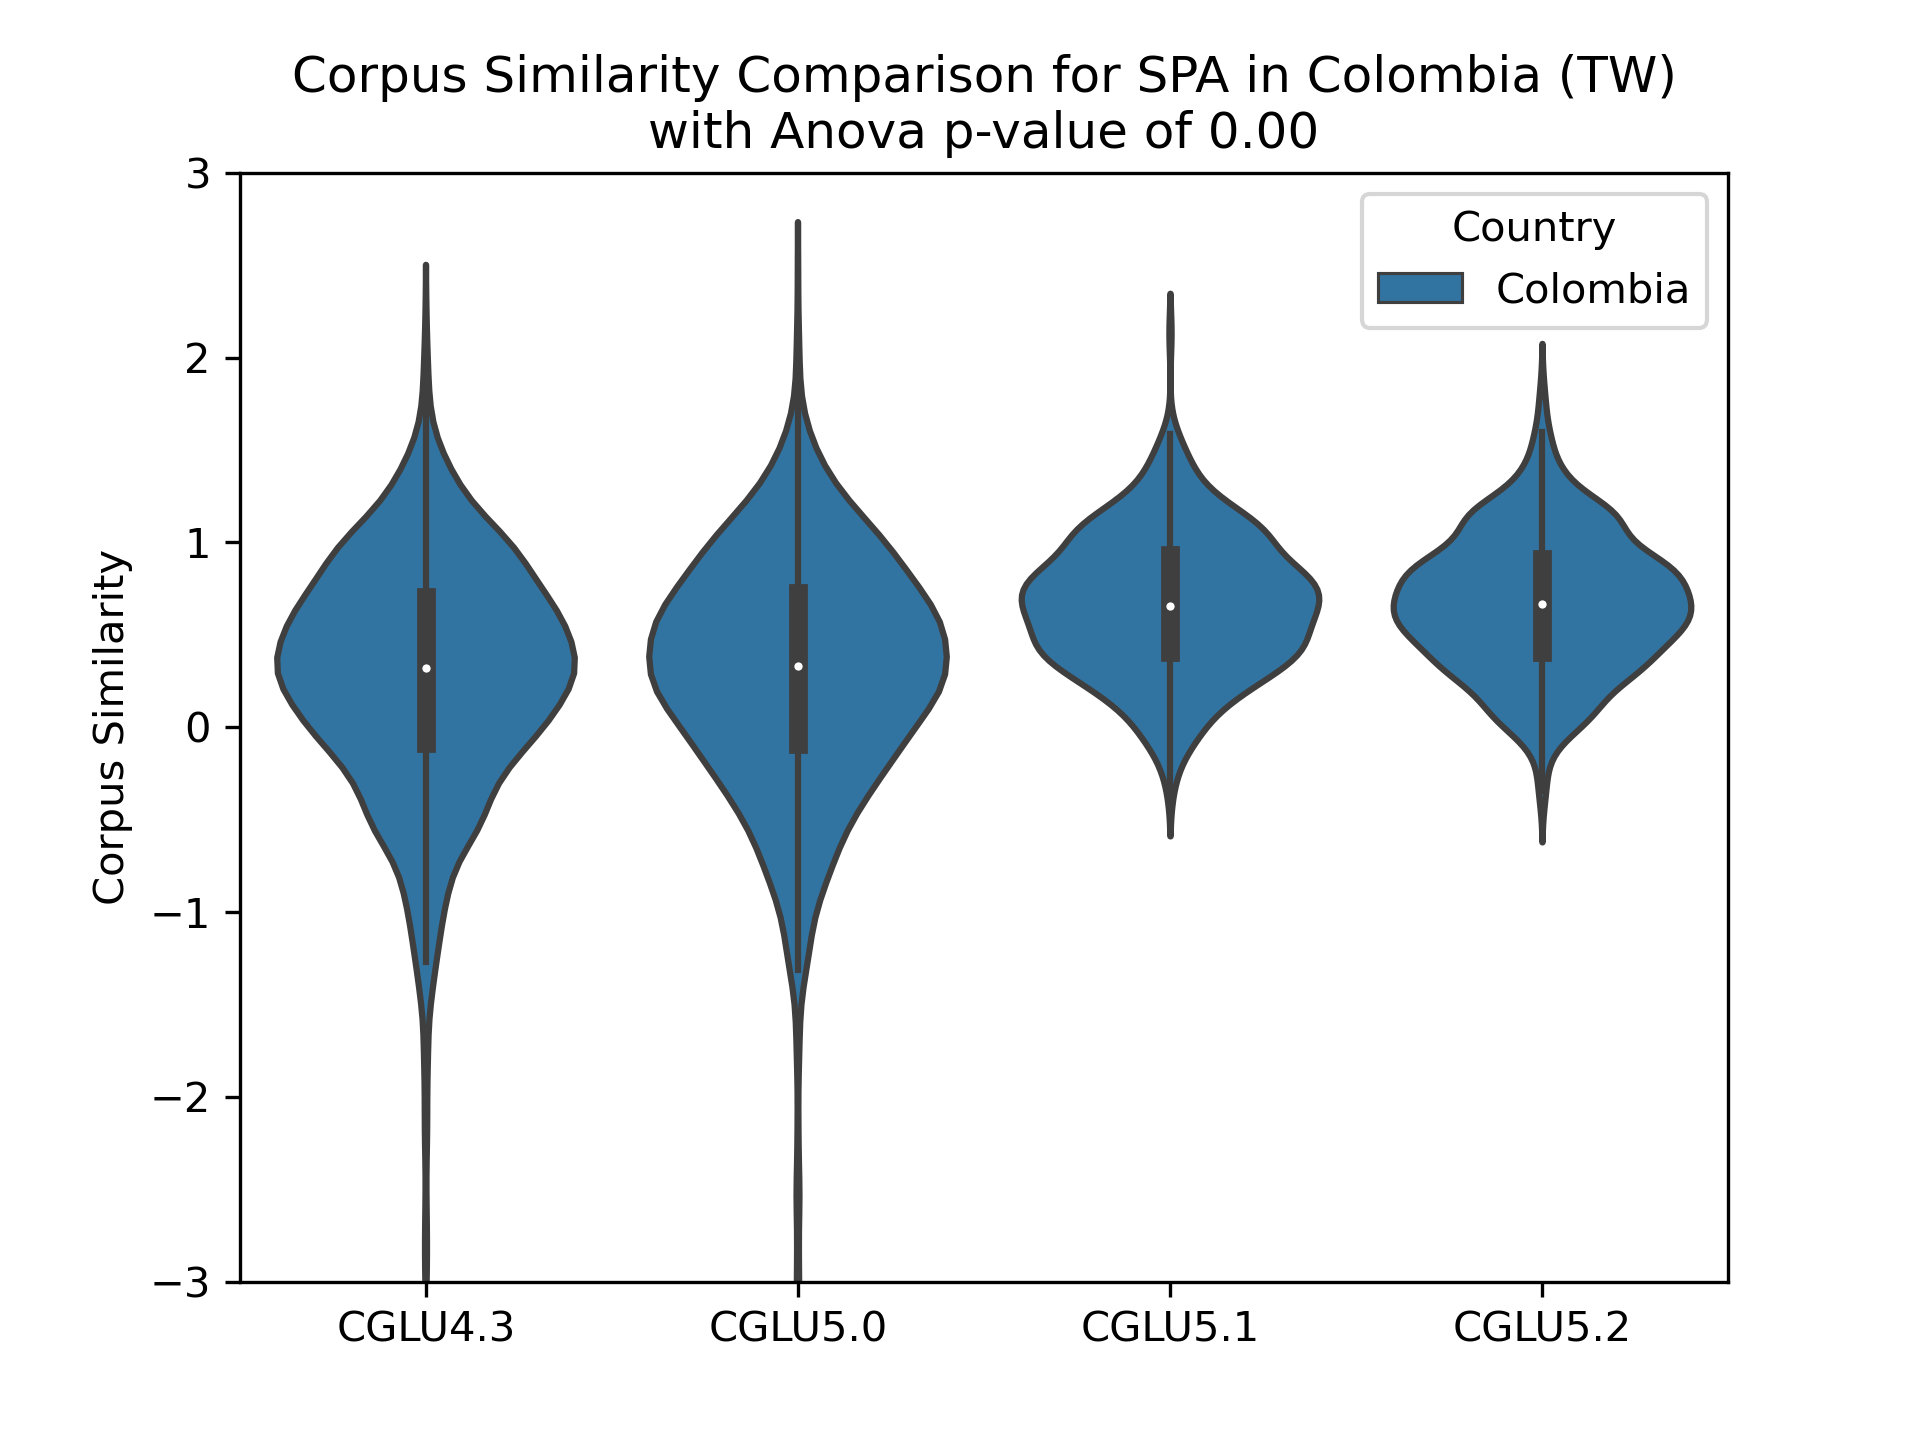 Corpus Similarity Comparison for SPA in Colombia (TW)
with Anova p-value of 0.00
3
2
1
0
−1
−2
−3
Corpus Similarity
Country
Colombia
CGLU4.3
CGLU5.0
CGLU5.1
CGLU5.2